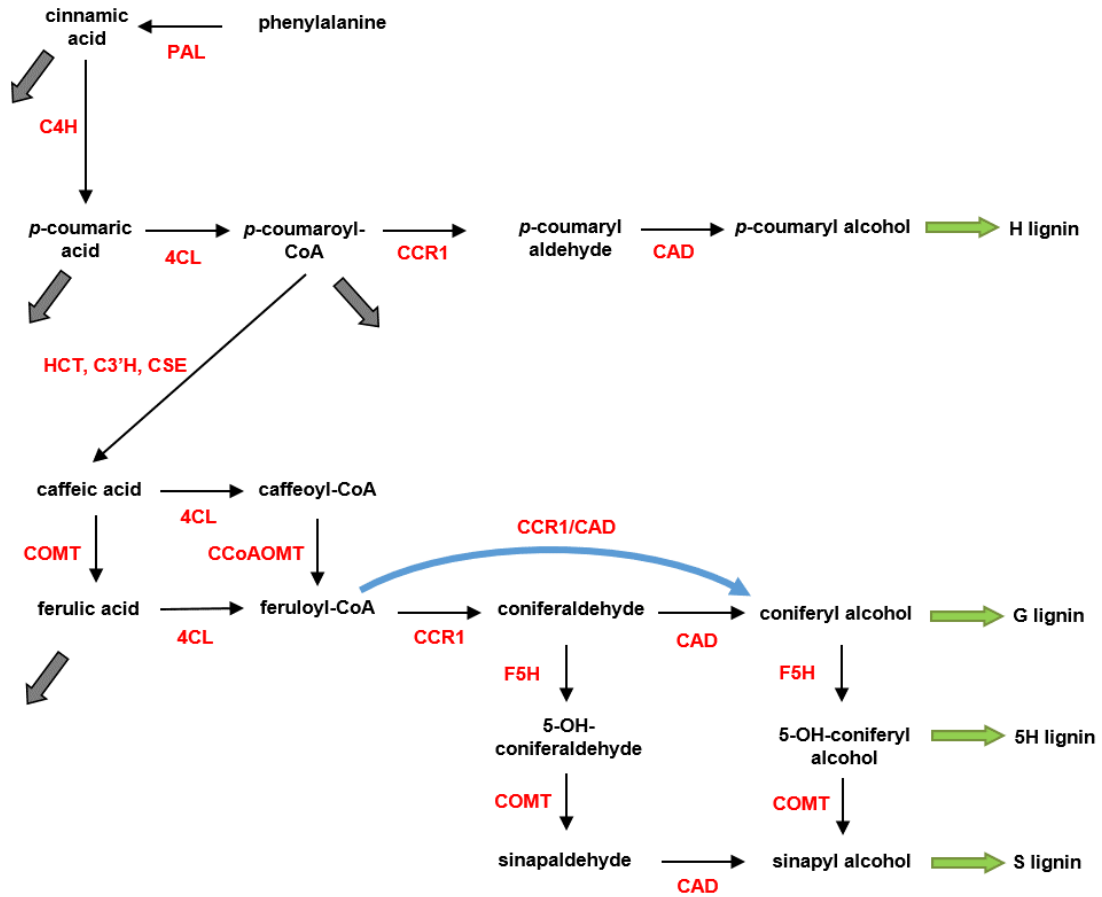 cinnamic
acid
phenylalanine
PAL
C4H
p-coumaric
acid
4CL
p-coumaroyl-
CoA
CCR1
p-coumaryl
aldehyde
CAD
p-coumaryl alcohol
H lignin
HCT, C3’H, CSE
caffeic acid
4CL
caffeoyl-CoA
COMT
CCoAOMT
CCR1/CAD
ferulic acid
4CL
feruloyl-CoA
CCR1
coniferaldehyde
CAD
coniferyl alcohol
G lignin
F5H
F5H
5-OH-
coniferaldehyde
5-OH-coniferyl
alcohol
5H lignin
COMT
COMT
sinapaldehyde
CAD
sinapyl alcohol
S lignin